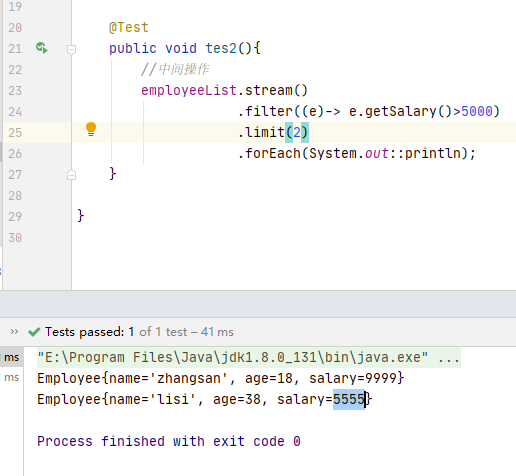 19
20 @Test
21 public void tes2(){
22 //中间操作
23 employeeList.stream()
24 .filter((e)-> e.getSalary()>5000)
25 .limit(2)
26 .forEach(System.out::println);
27 }
28
29 }
30
>> Tests passed: 1 of 1 test – 41 ms
ms "E:\Program Files\Java\jdk1.8.0_131\bin\java.exe" ...
ms Employee{name='zhangsan', age=18, salary=9999}
Employee{name='lisi', age=38, salary=5555}
Process finished with exit code 0